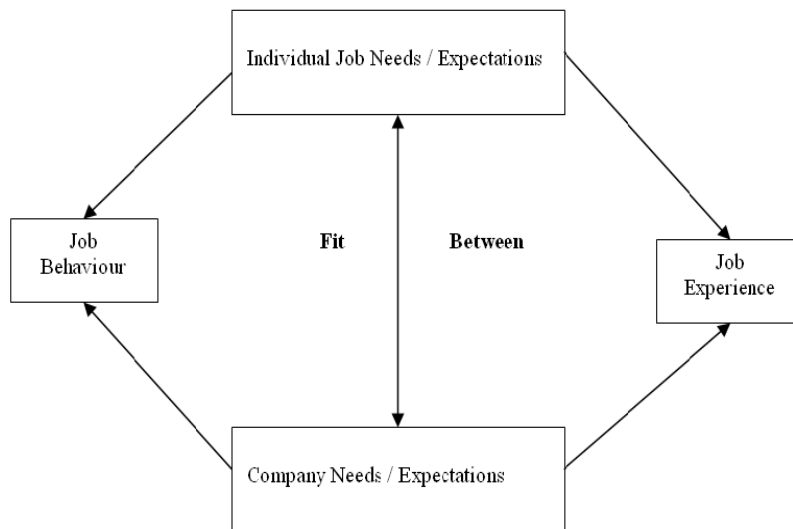 Individual Job Needs / Expectations
Job
Behaviour
Fit Between
Job
Experience
Company Needs / Expectations